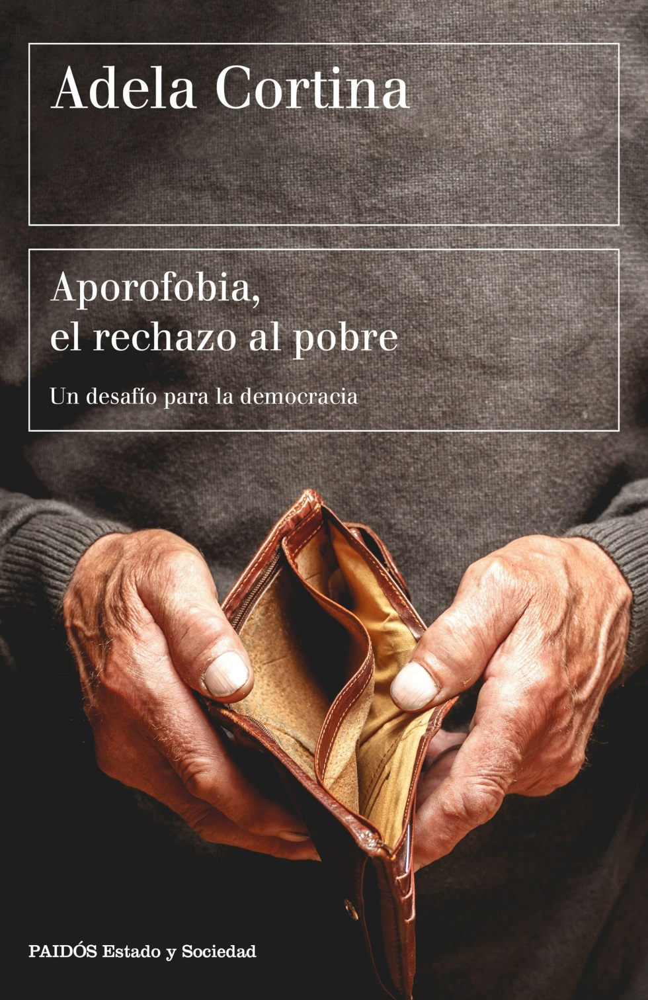 Adela Cortina
Aporofobia,
el rechazo al pobre
Un desafío para la democracia
PAIDÓS Estado y Sociedad